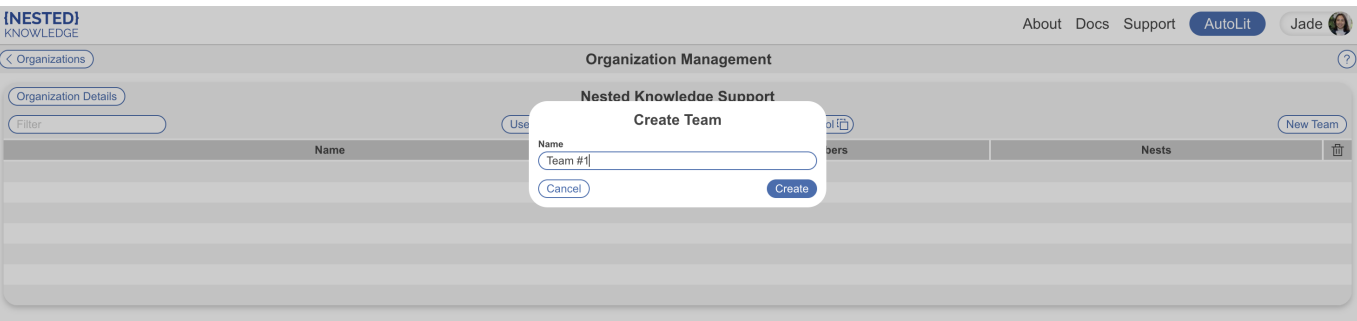 {NESTED}
KNOWLEDGE
About Docs Support AutoLit Jade
Organizations
Organization Management
?
Organization Details
Nested Knowledge Support
Create Team
Filter
New Team
Name
Name
Nests
Team #1
Cancel
Create